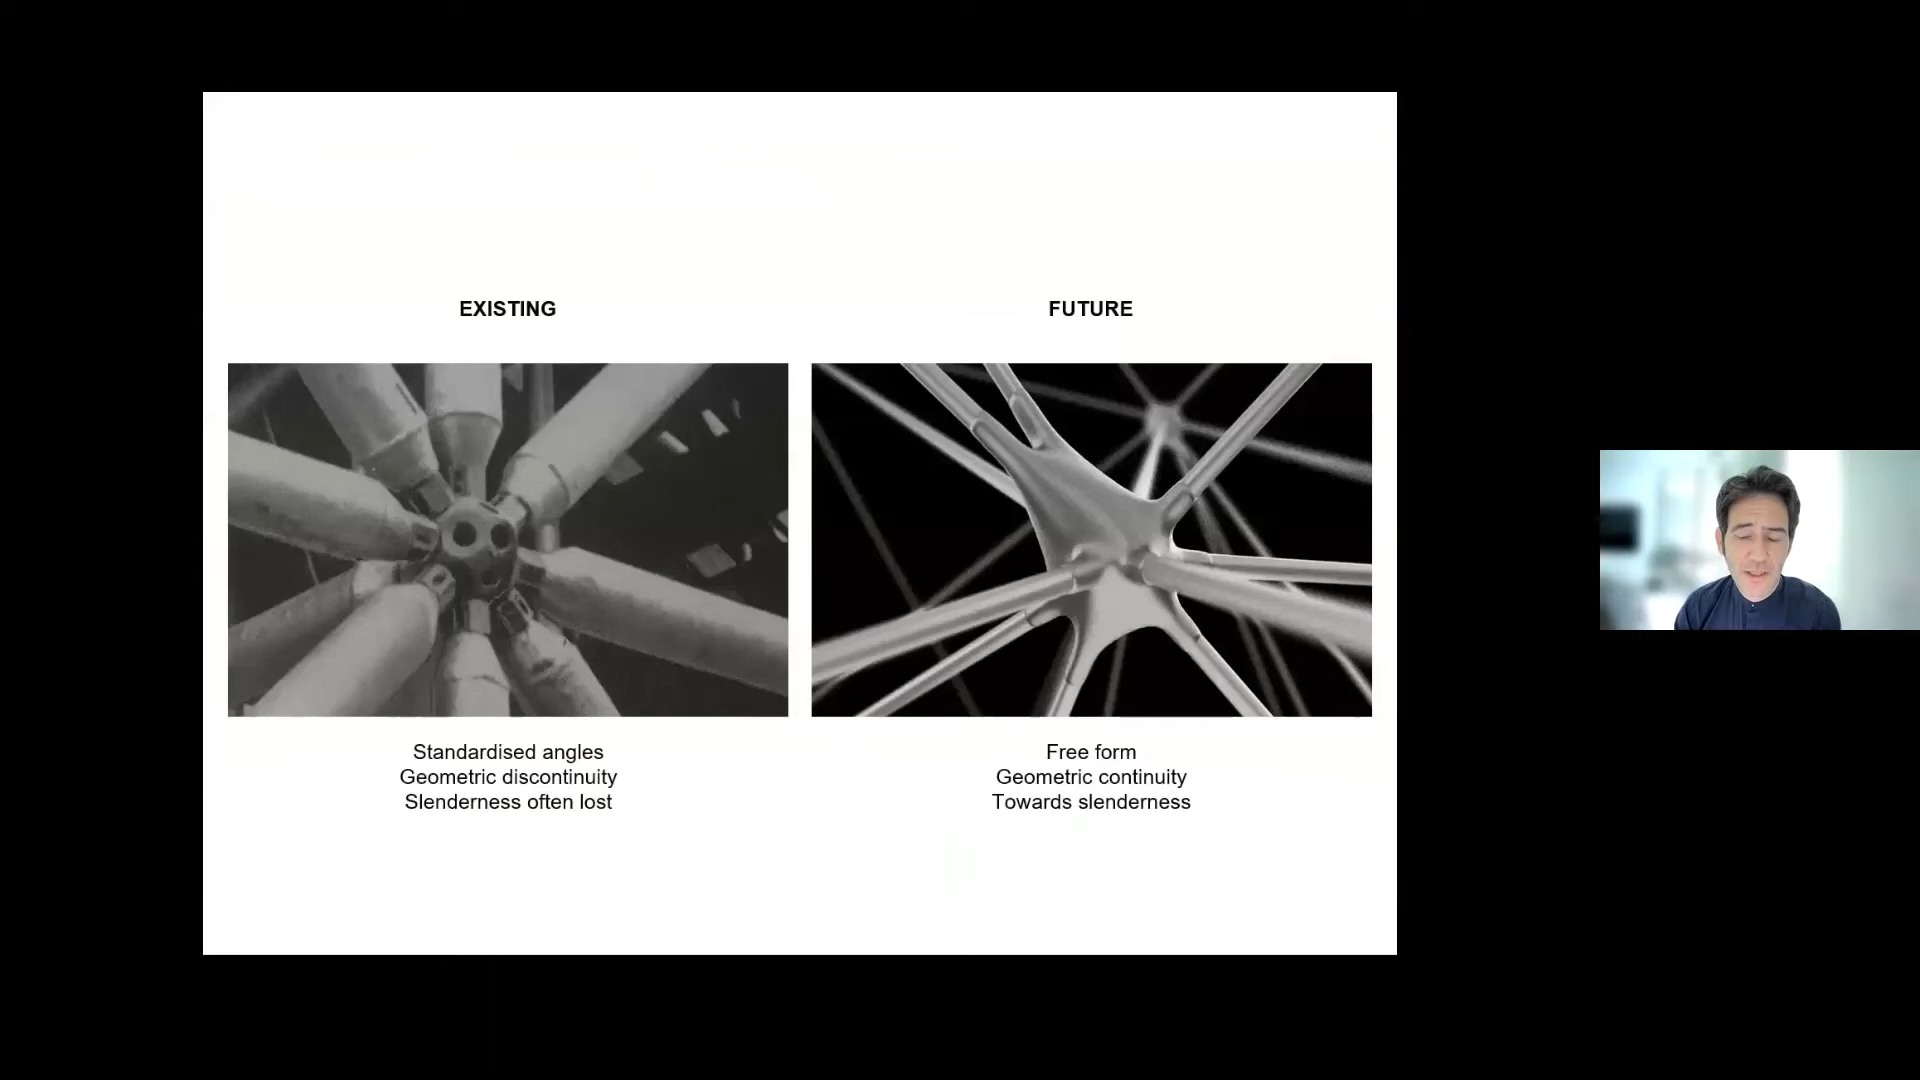 EXISTING
FUTURE
Standardised angles
Geometric discontinuity
Slenderness often lost
Free form
Geometric continuity
Towards slenderness